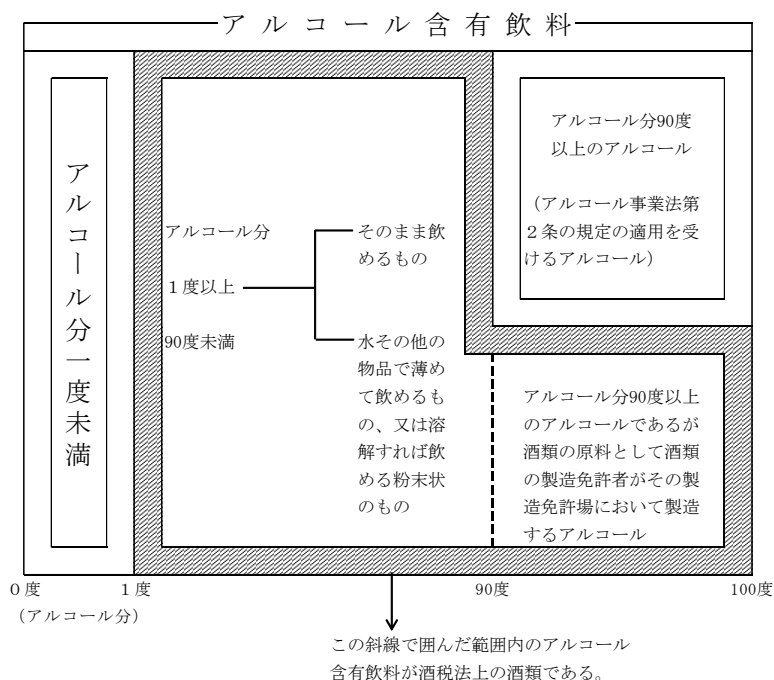 アルコール含有飲料
アルコール分一度未満
アルコール分
１度以上
90度未満
そのまま飲
めるもの
水その他の
物品で薄め
て飲めるも
の、又は溶
解すれば飲
める粉末状
のもの
アルコール分90度
以上のアルコール
（アルコール事業法第
２条の規定の適用を受
けるアルコール）
アルコール分90度以上
のアルコールであるが
酒類の原料として酒類
の製造免許者がその製
造免許場において製造
するアルコール
０度
１度
90度
100度
（アルコール分）
この斜線で囲んだ範囲内のアルコール
含有飲料が酒税法上の酒類である。